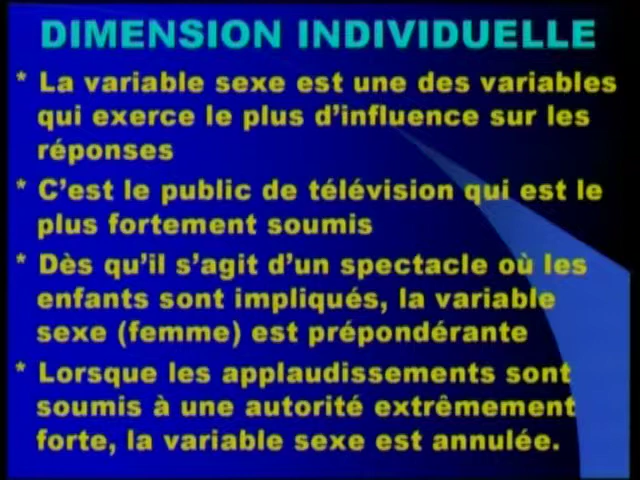 DIMENSION INDIVIDUELLE
* La variable sexe est une des variables
qui exerce le plus d’influence sur les
réponses
* C’est le public de télévision qui est le
plus fortement soumis
* Dès qu’il s’agit d’un spectacle où les
enfants sont impliqués, la variable
sexe (femme) est prépondérante
* Lorsque les applaudissements sont
soumis à une autorité extrêmement
forte, la variable sexe est annulée.